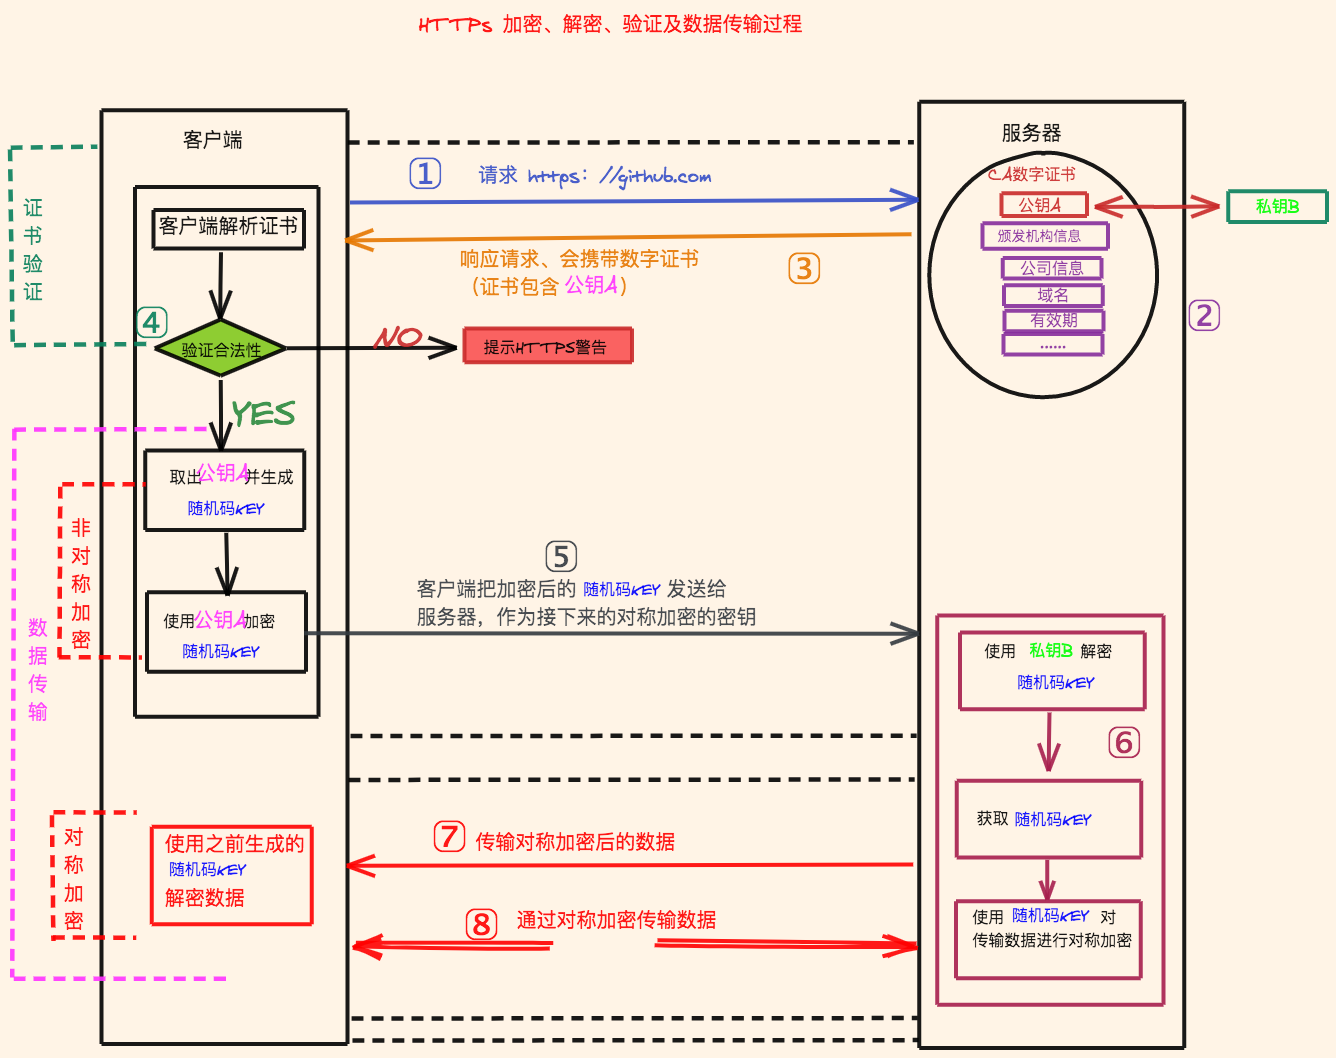 HTTPs 加密、解密、验证及数据传输过程
客户端
服务器
① 请求 https: //github.com
CA数字证书
公钥A
私钥B
颁发机构信息
公司信息
域名
有效期
......
②
响应请求、会携带数字证书
（证书包含 公钥A）
③
证书验证
客户端解析证书
④
验证合法性
NO
提示HTTPS警告
YES
取出公钥A并生成
随机码KEY
非对称加密
使用公钥A加密
随机码KEY
⑤
客户端把加密后的 随机码KEY 发送给
服务器，作为接下来的对称加密的密钥
数据传输
使用 私钥B 解密
随机码KEY
⑥
获取 随机码KEY
使用 随机码KEY 对
传输数据进行对称加密
⑦ 传输对称加密后的数据
对称加密
使用之前生成的
随机码KEY
解密数据
⑧ 通过对称加密传输数据